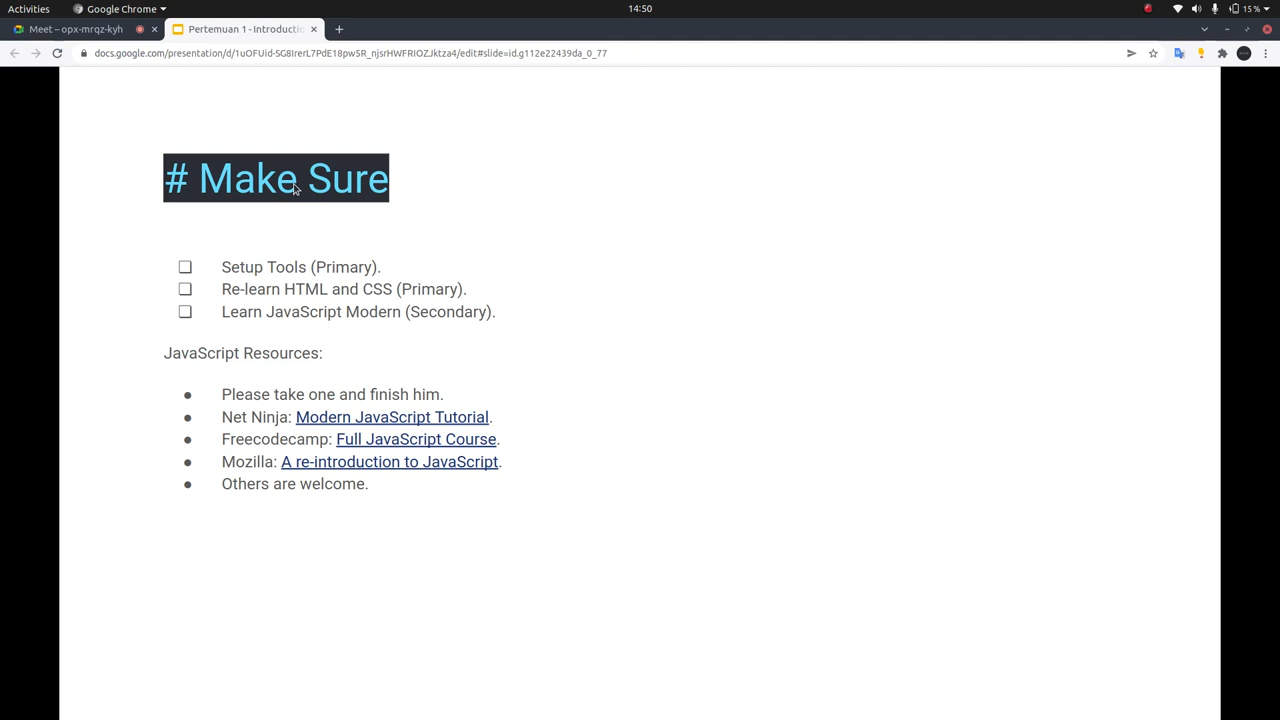 Activities
Google Chrome
14:50
15 %
Meet – opx-mrqz-kyh
Pertemuan 1 - Introductio
docs.google.com/presentation/d/1uOFUid-SG8IrerL7PdE18pw5R_njsrHWFRIOZJktza4/edit#slide=id.g112e22439da_0_77
# Make Sure
❏ Setup Tools (Primary).
❏ Re-learn HTML and CSS (Primary).
❏ Learn JavaScript Modern (Secondary).
JavaScript Resources:
● Please take one and finish him.
● Net Ninja: Modern JavaScript Tutorial.
● Freecodecamp: Full JavaScript Course.
● Mozilla: A re-introduction to JavaScript.
● Others are welcome.